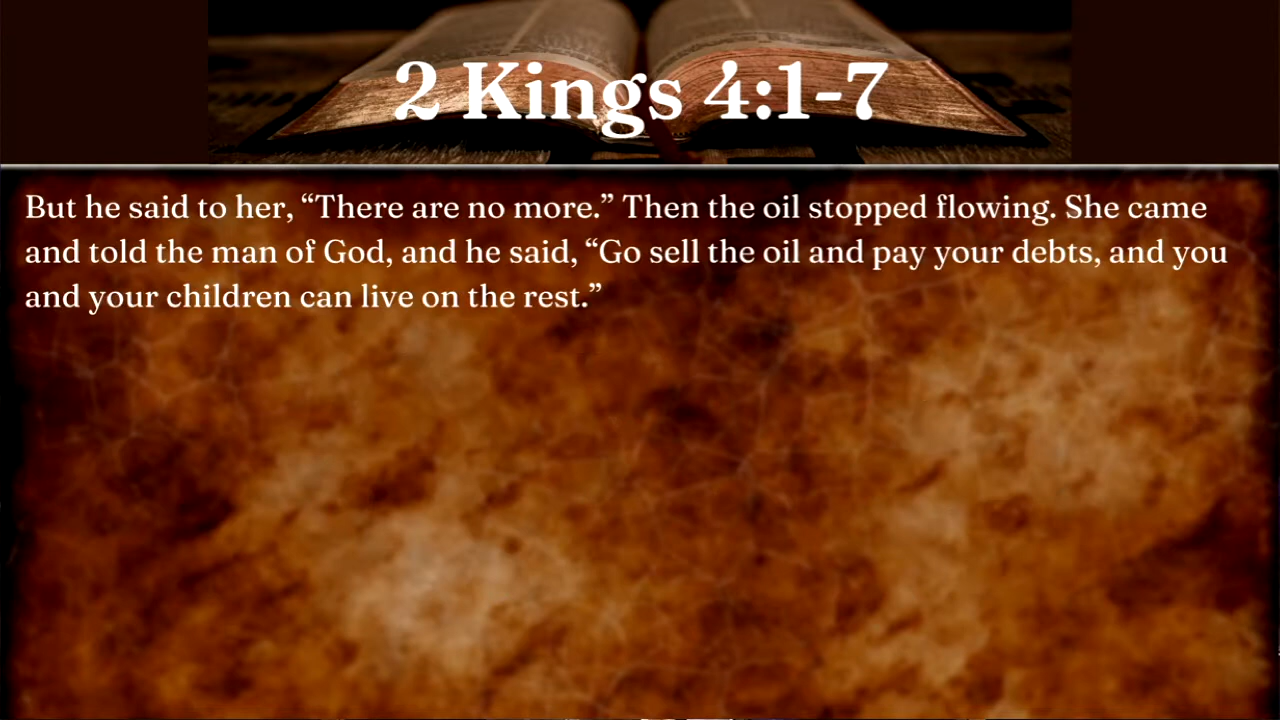 2 Kings 4:1-7
But he said to her, “There are no more.” Then the oil stopped flowing. She came
and told the man of God, and he said, “Go sell the oil and pay your debts, and you
and your children can live on the rest.”